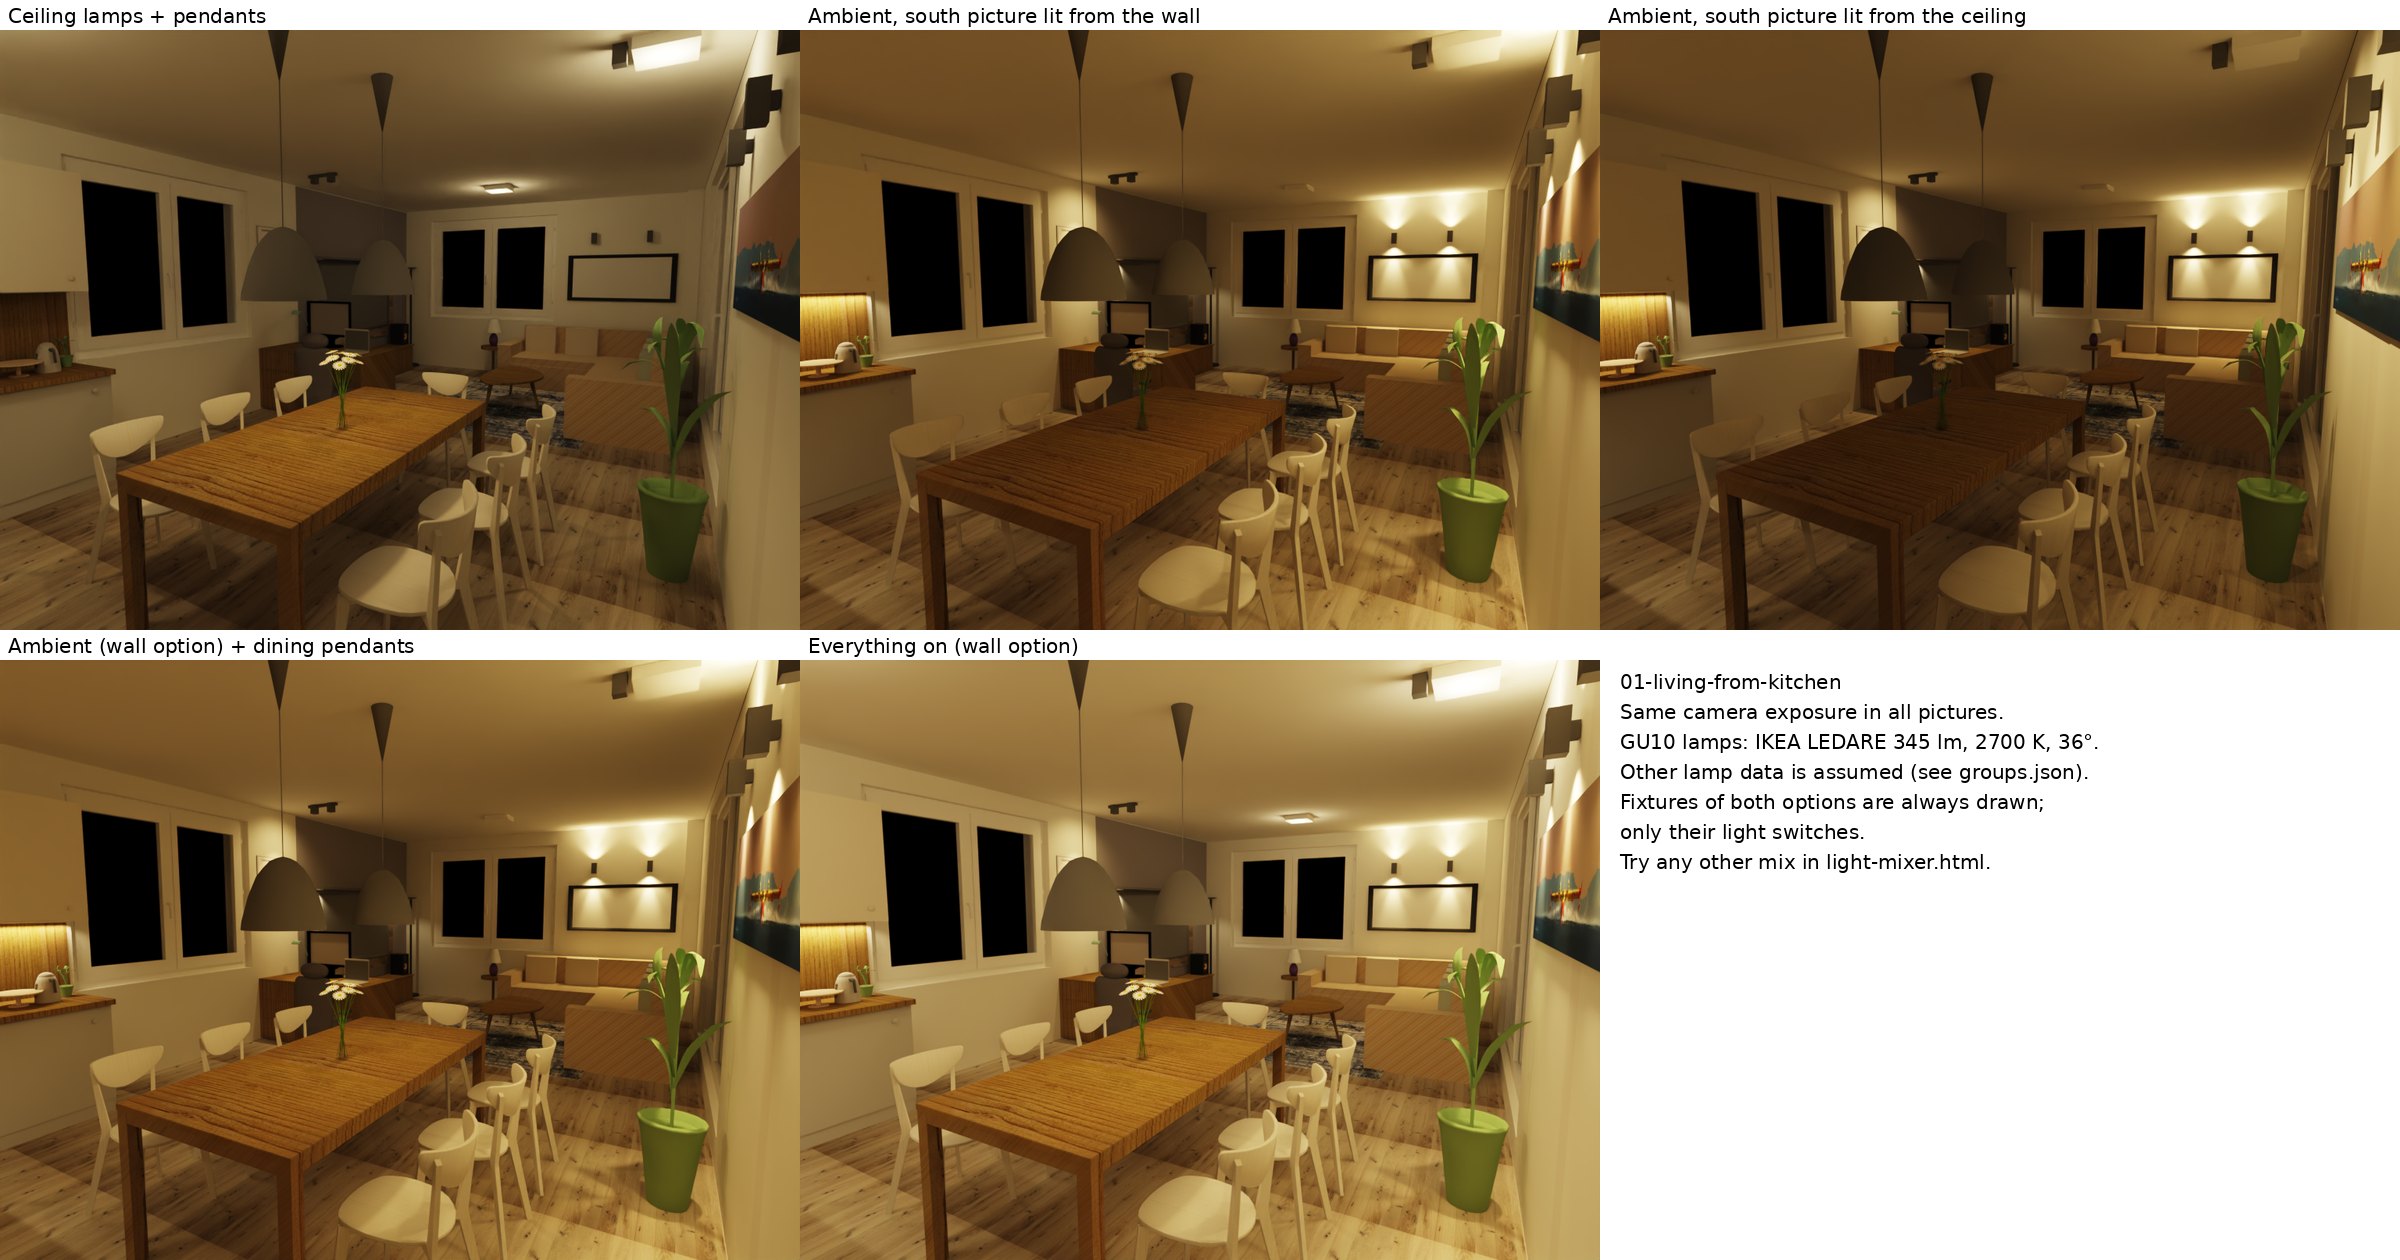 Ceiling lamps + pendants
Ambient, south picture lit from the wall
Ambient, south picture lit from the ceiling
Ambient (wall option) + dining pendants
Everything on (wall option)
01-living-from-kitchen
Same camera exposure in all pictures.
GU10 lamps: IKEA LEDARE 345 lm, 2700 K, 36°.
Other lamp data is assumed (see groups.json).
Fixtures of both options are always drawn;
only their light switches.
Try any other mix in light-mixer.html.